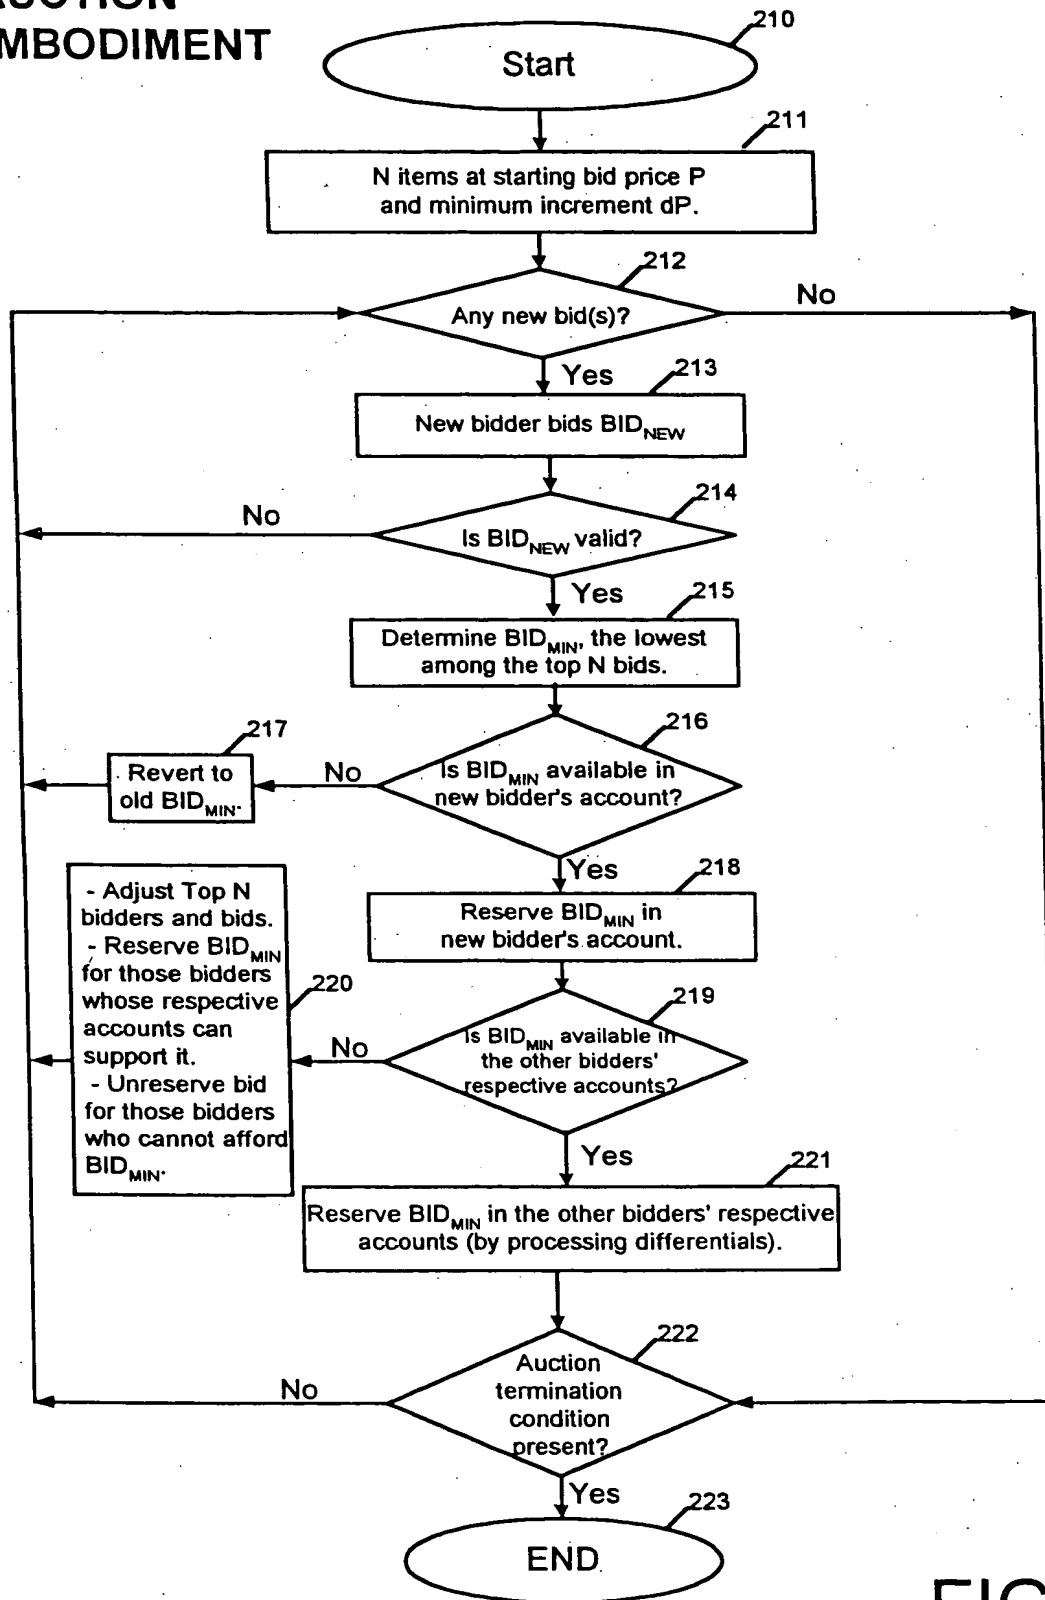 MBODIMENT
210
Start
211
N items at starting bid price P
and minimum increment dP.
212
Any new bid(s)?
No
Yes
213
New bidder bids BID_NEW
214
Is BID_NEW valid?
No
Yes
215
Determine BID_MIN, the lowest
among the top N bids.
216
Is BID_MIN available in
new bidder's account?
No
217
Revert to
old BID_MIN.
Yes
218
Reserve BID_MIN in
new bidder's account.
219
Is BID_MIN available in
the other bidders'
respective accounts?
No
220
- Adjust Top N
bidders and bids.
- Reserve BID_MIN
for those bidders
whose respective
accounts can
support it.
- Unreserve bid
for those bidders
who cannot afford
BID_MIN.
Yes
221
Reserve BID_MIN in the other bidders' respective
accounts (by processing differentials).
222
Auction
termination
condition
present?
No
Yes
223
END